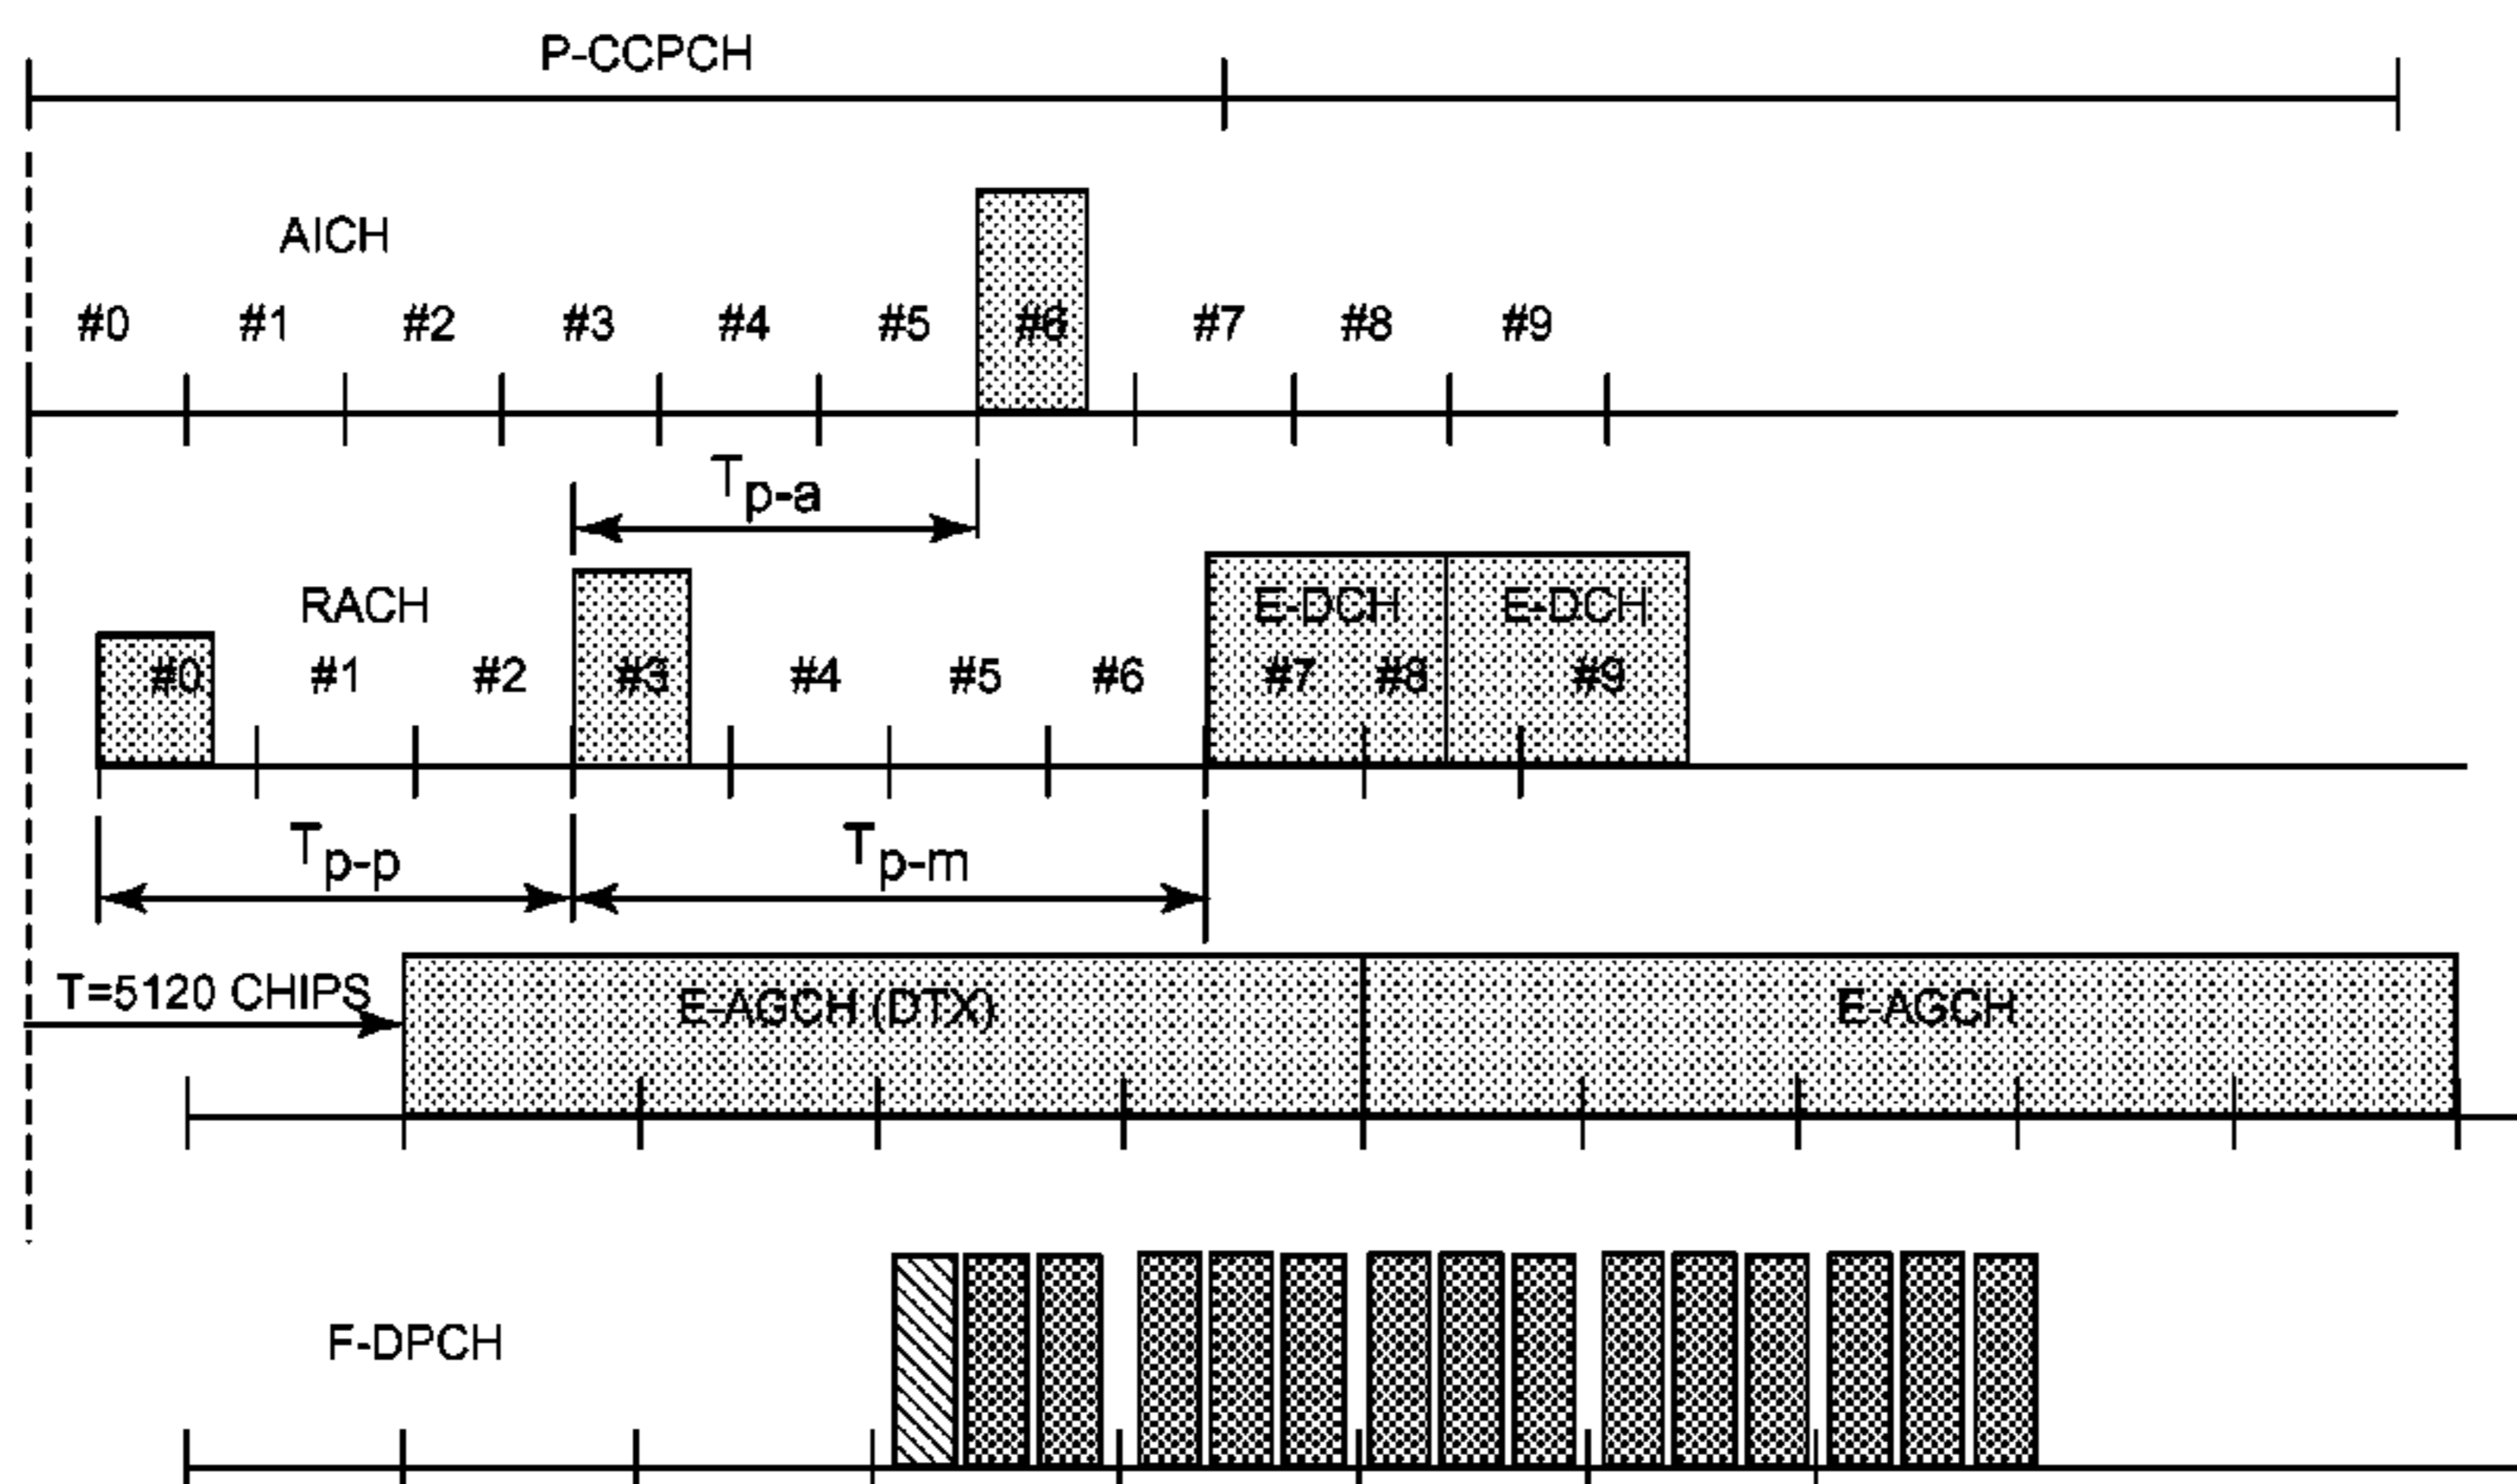 P-CCPCH
AICH
#0 #1 #2 #3 #4 #5 #6 #7 #8 #9
Tp-a
RACH E-DCH E-DCH
#0 #1 #2 #3 #4 #5 #6 #7 #8 #9
Tp-p Tp-m
T=5120 CHIPS E-AGCH (DTX) E-AGCH
F-DPCH